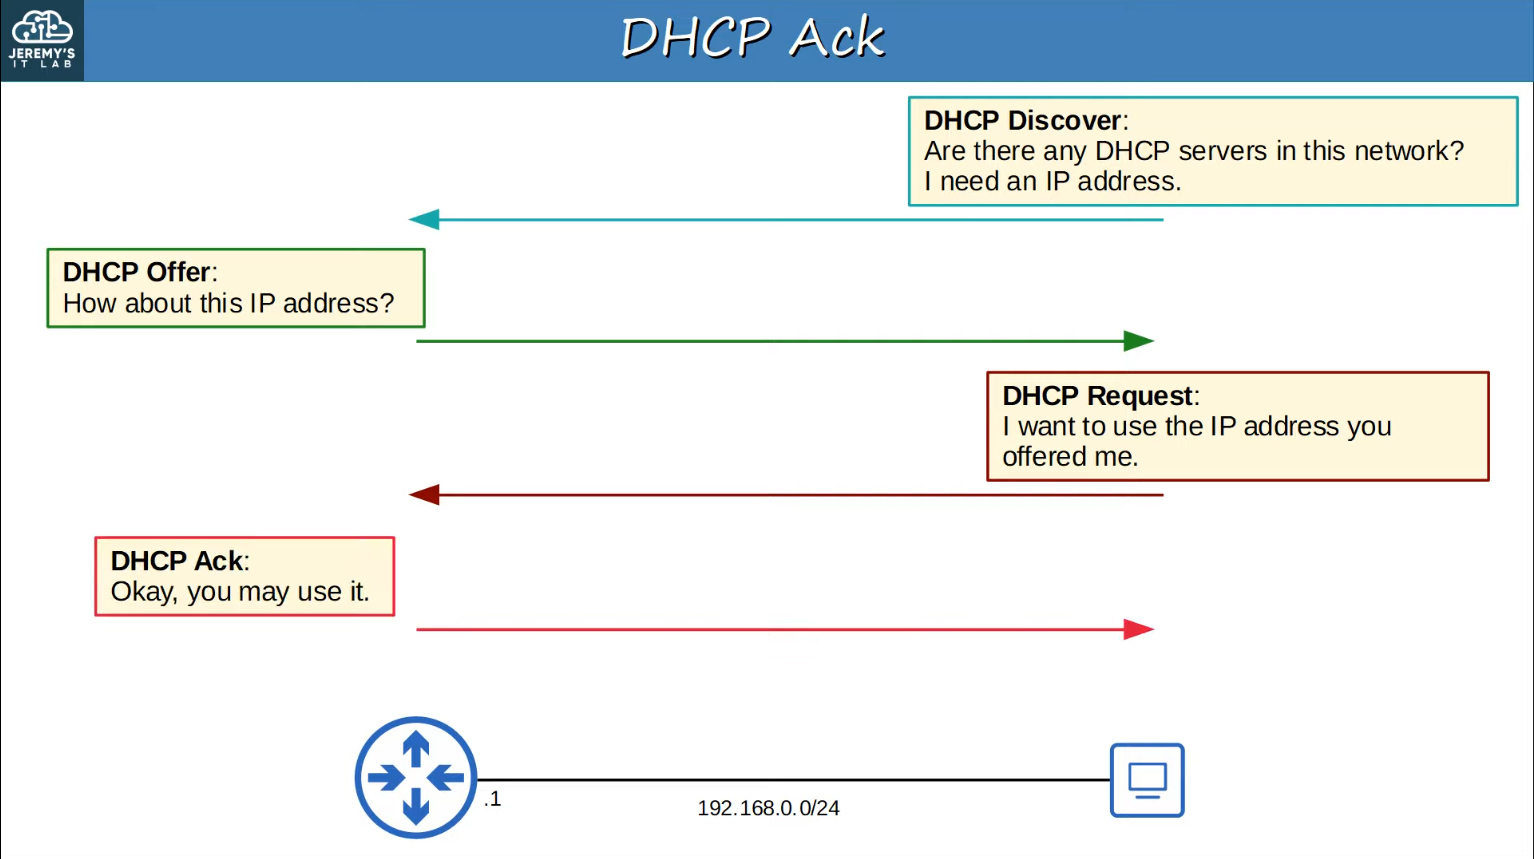 JEREMY'S
IT LAB
DHCP Ack
DHCP Discover:
Are there any DHCP servers in this network?
I need an IP address.
DHCP Offer:
How about this IP address?
DHCP Request:
I want to use the IP address you
offered me.
DHCP Ack:
Okay, you may use it.
.1
192.168.0.0/24